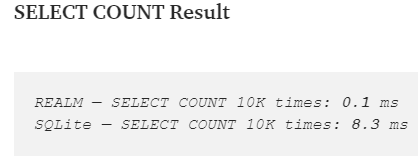 SELECT COUNT Result
REALM — SELECT COUNT 10K times: 0.1 ms
SQLite — SELECT COUNT 10K times: 8.3 ms